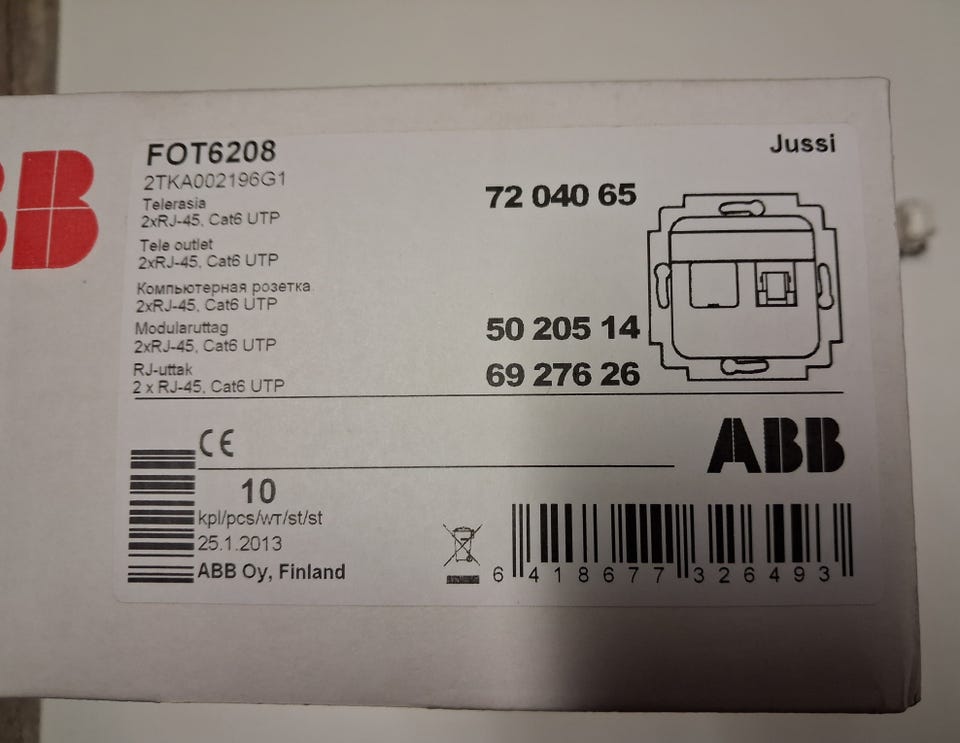 BB
FOT6208
Jussi
2TKA002196G1
Telerasia
2xRJ-45, Cat6 UTP
72 040 65
Tele outlet
2xRJ-45, Cat6 UTP
Компьютерная розетка
2xRJ-45, Cat6 UTP
Modularuttag
2xRJ-45, Cat6 UTP
50 205 14
RJ-uttak
2 x RJ-45, Cat6 UTP
69 276 26
CE
ABB
10
kpl/pcs/шт/st/st
25.1.2013
ABB Oy, Finland
6 418677 326493